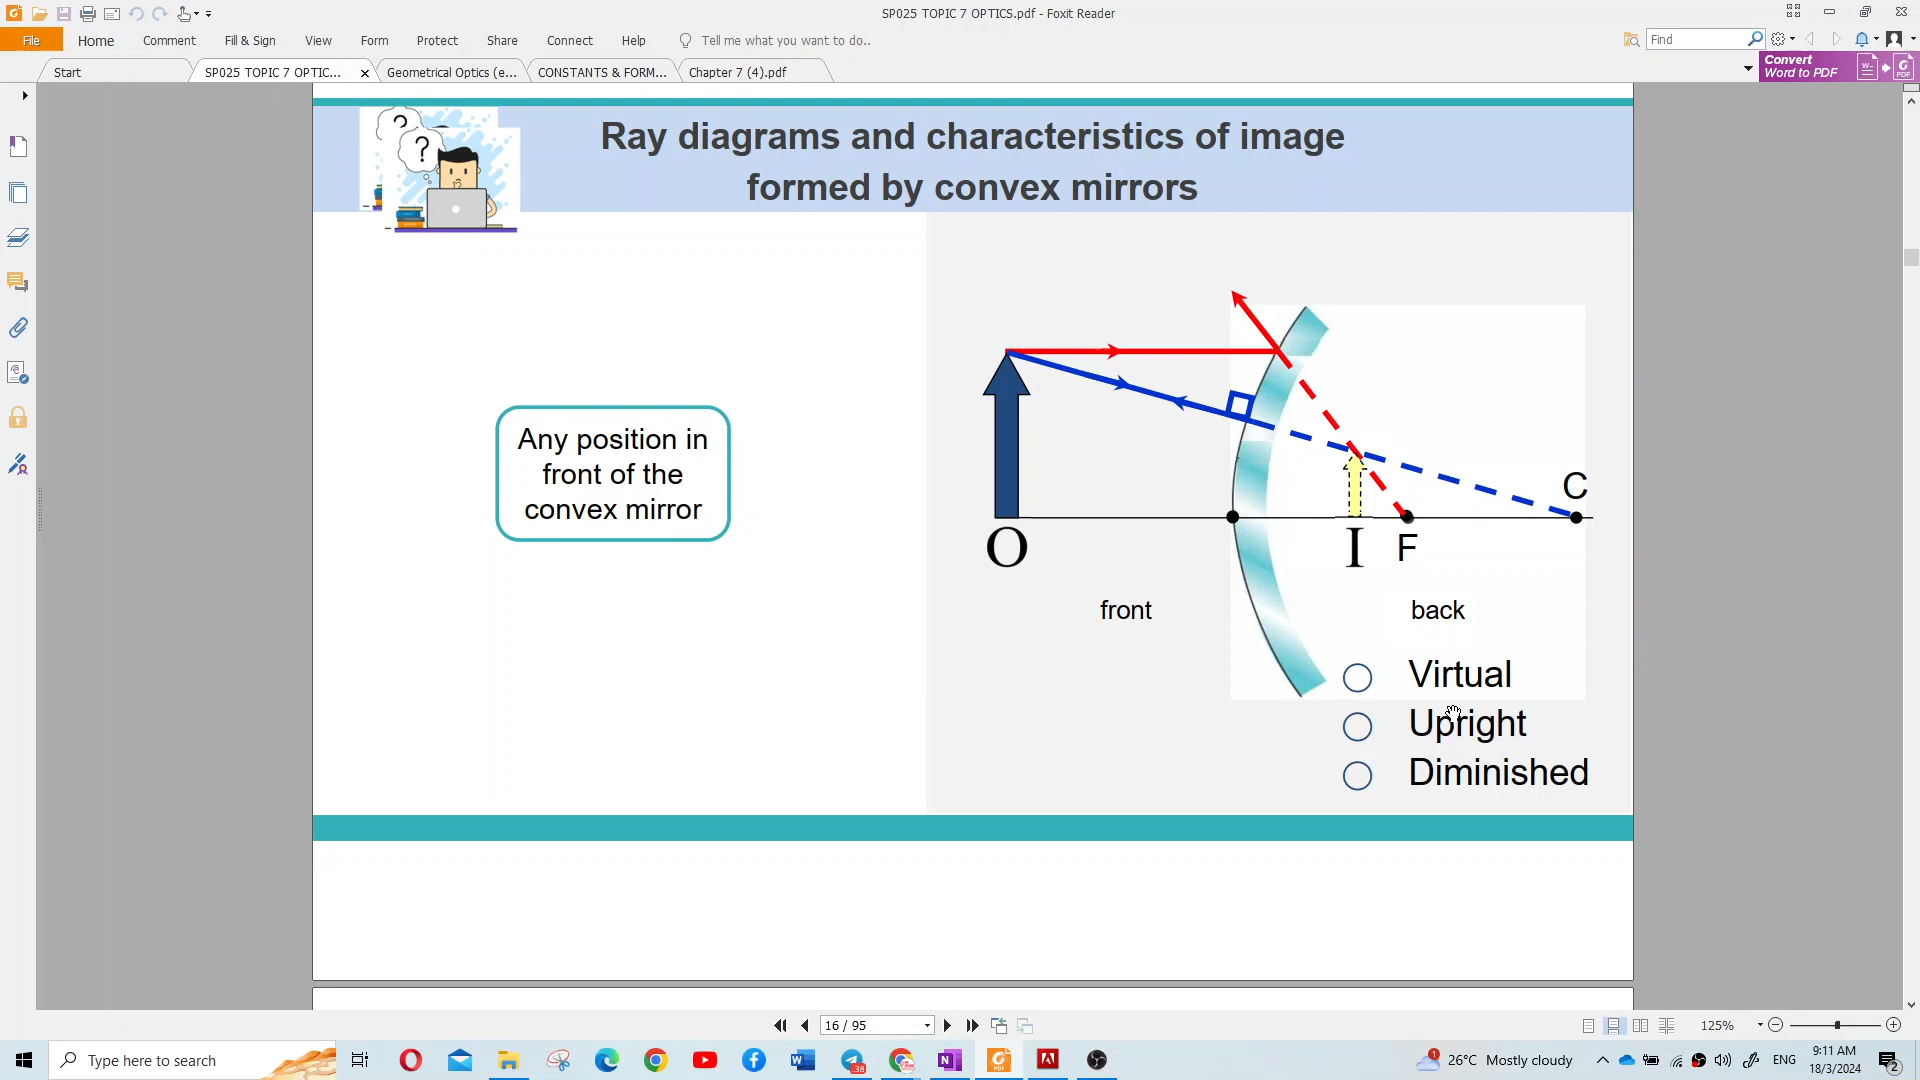 SP025 TOPIC 7 OPTICS.pdf - Foxit Reader
File Home Comment Fill & Sign View Form Protect Share Connect Help Tell me what you want to do.. Find
Start SP025 TOPIC 7 OPTIC... Geometrical Optics (e... CONSTANTS & FORM... Chapter 7 (4).pdf
Convert
Word to PDF
Ray diagrams and characteristics of image
formed by convex mirrors
Any position in
front of the
convex mirror
C
O I F
front back
Virtual
Upright
Diminished
16 / 95 125%
Type here to search
26°C Mostly cloudy ENG
9:11 AM
18/3/2024